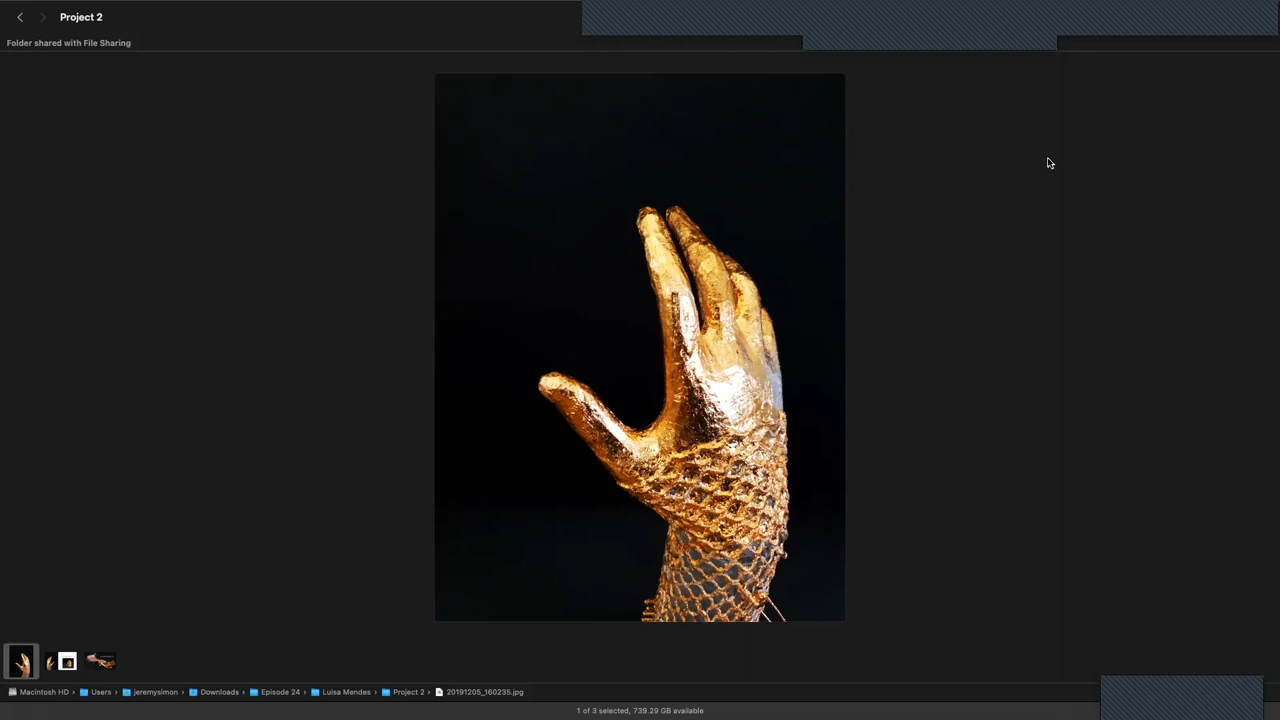 Project 2
Folder shared with File Sharing
Macintosh HD › Users › jeremysimon › Downloads › Episode 24 › Luisa Mendes › Project 2 › 20191205_160235.jpg
1 of 3 selected, 739.29 GB available